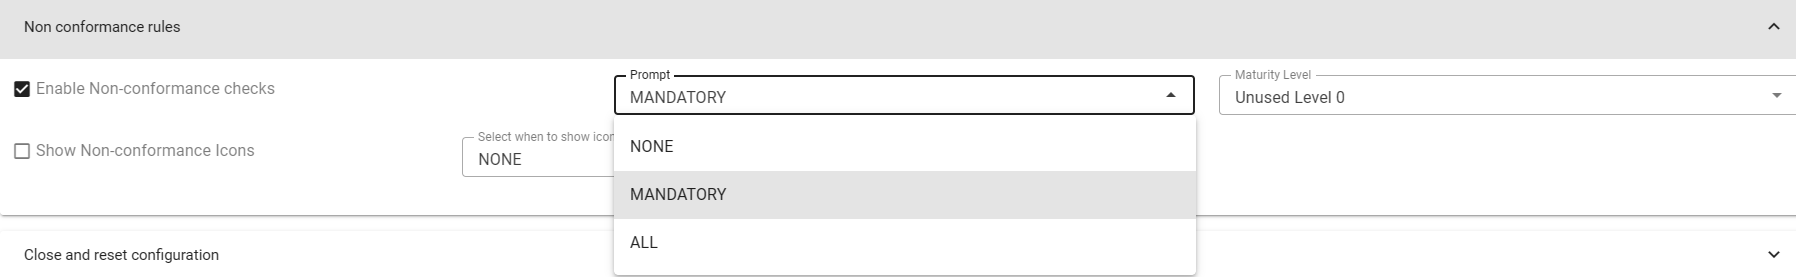 Non conformance rules
Enable Non-conformance checks
Prompt
MANDATORY
Maturity Level
Unused Level 0
Show Non-conformance Icons
Select when to show icon
NONE
NONE
MANDATORY
ALL
Close and reset configuration